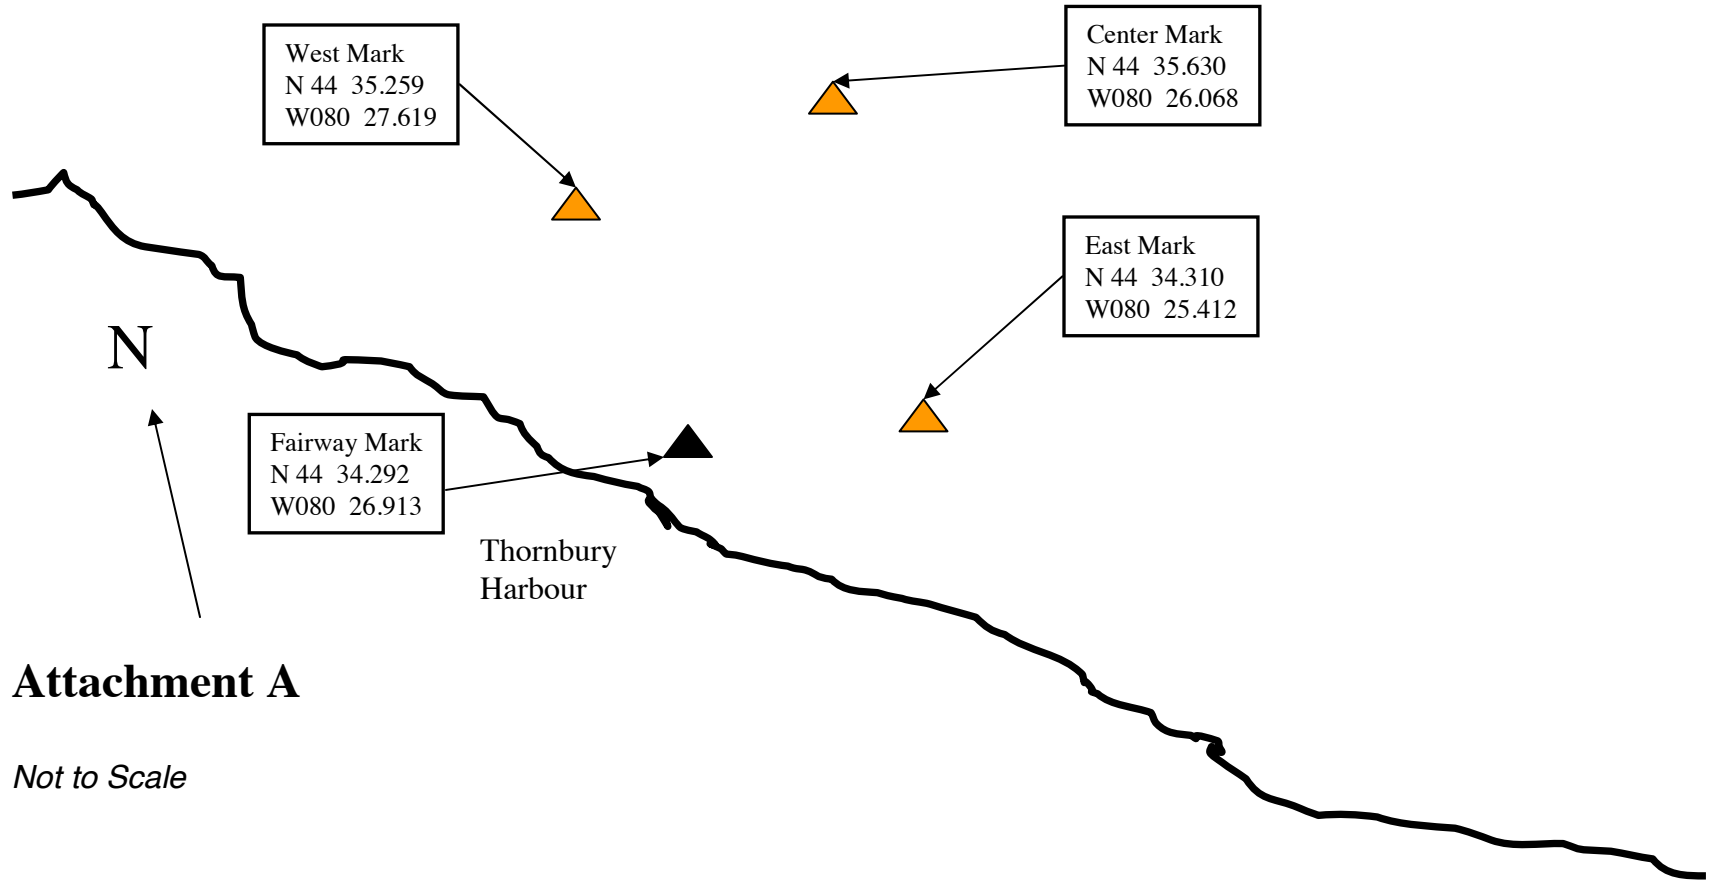 West Mark
N 44  35.259
W080  27.619
Center Mark
N 44  35.630
W080  26.068
East Mark
N 44  34.310
W080  25.412
N
Fairway Mark
N 44  34.292
W080  26.913
Thornbury
Harbour
Attachment A
Not to Scale